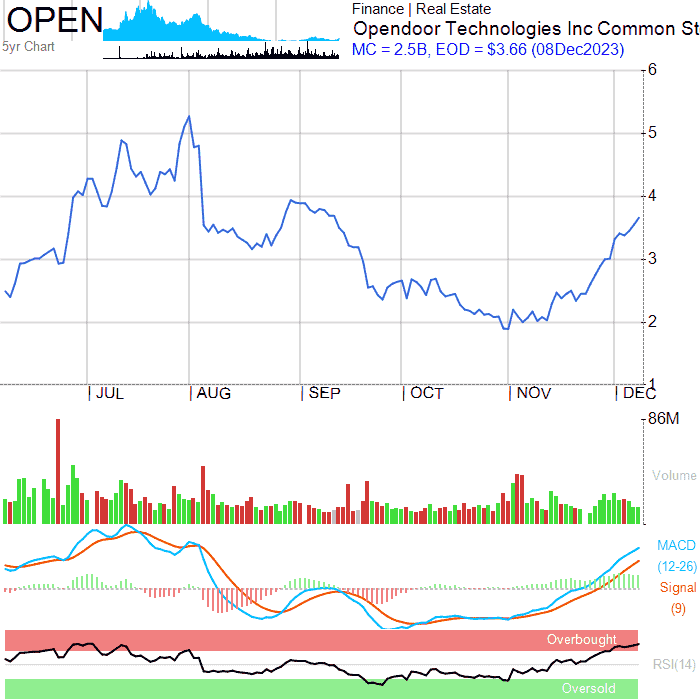 OPEN
5yr Chart
Finance | Real Estate
Opendoor Technologies Inc Common St
MC = 2.5B, EOD = $3.66 (08Dec2023)
6
5
4
3
2
1
JUL AUG SEP OCT NOV DEC
86M
Volume
MACD
(12-26)
Signal
(9)
Overbought
RSI(14)
Oversold